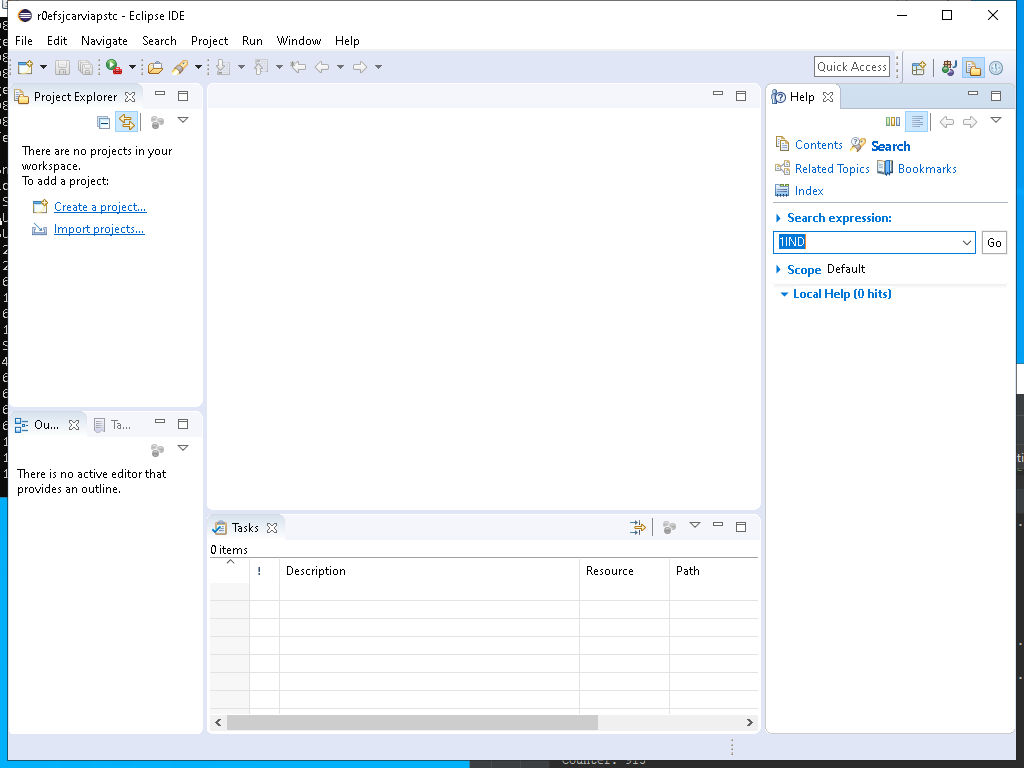 r0efsjcarviapstc - Eclipse IDE
File Edit Navigate Search Project Run Window Help
Quick Access
Project Explorer
There are no projects in your
workspace.
To add a project:
Create a project...
Import projects...
Ou... Ta...
There is no active editor that
provides an outline.
Tasks
0 items
! Description Resource Path
Help
Contents Search
Related Topics Bookmarks
Index
Search expression:
1IND Go
Scope Default
Local Help (0 hits)
Counter: 913